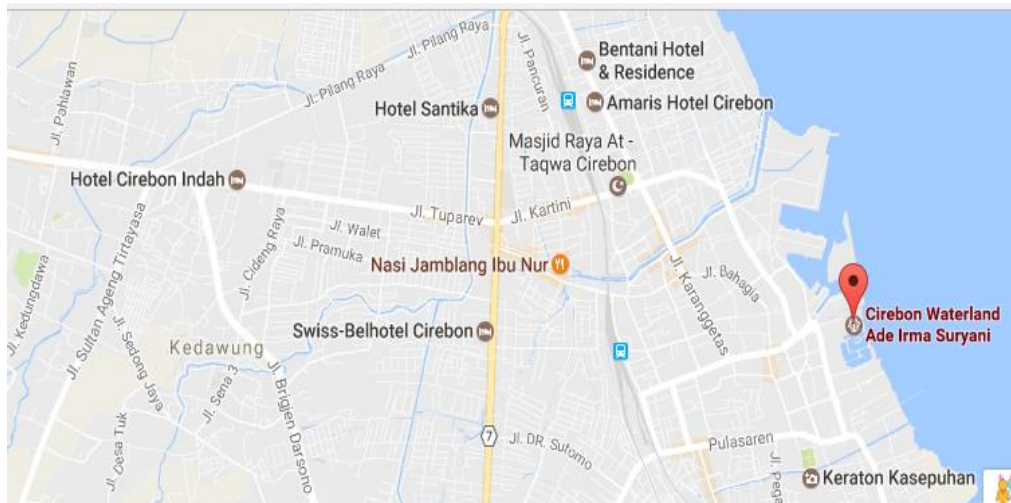 Jl. Pilang Raya
Bentani Hotel
& Residence
Jl. Pancuran
Jl. Pahlawan
Jl. Pilang Raya
Hotel Santika
Amaris Hotel Cirebon
Masjid Raya At -
Taqwa Cirebon
Hotel Cirebon Indah
Jl. Tuparev
Jl. Kartini
Jl. Walet
Jl. Pramuka
Jl. Cideng Raya
Jl. Sultan Ageng Tirtayasa
Jl. Kedungdawa
Nasi Jamblang Ibu Nur
Jl. Karanggetas
Jl. Bahagia
Cirebon Waterland
Ade Irma Suryani
Swiss-Belhotel Cirebon
Kedawung
Jl. Sedong Jaya
Jl. Sena 3
Jl. Brigjen Darsono
Jl. Desa Tuk
7
Jl. DR. Sutomo
Pulasaren
Jl. Pega
Keraton Kasepuhan